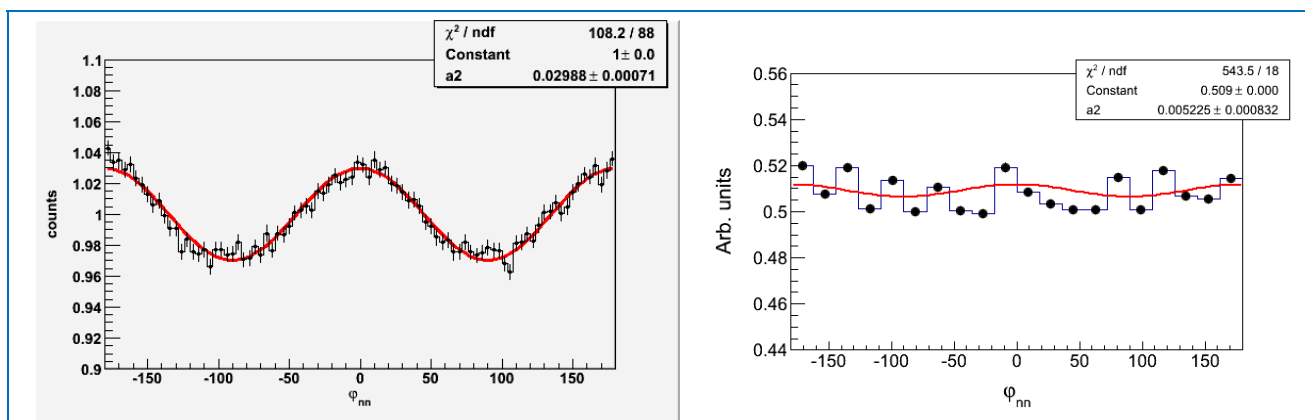 χ² / ndf 108.2 / 88
Constant 1± 0.0
a2 0.02988 ± 0.00071
1.1
1.08
1.06
1.04
1.02
1
0.98
0.96
0.94
0.92
0.9
counts
-150 -100 -50 0 50 100 150
φnn
χ² / ndf 543.5 / 18
Constant 0.509 ± 0.000
a2 0.005225 ± 0.000832
0.56
0.54
0.52
0.5
0.48
0.46
0.44
Arb. units
-150 -100 -50 0 50 100 150
φnn